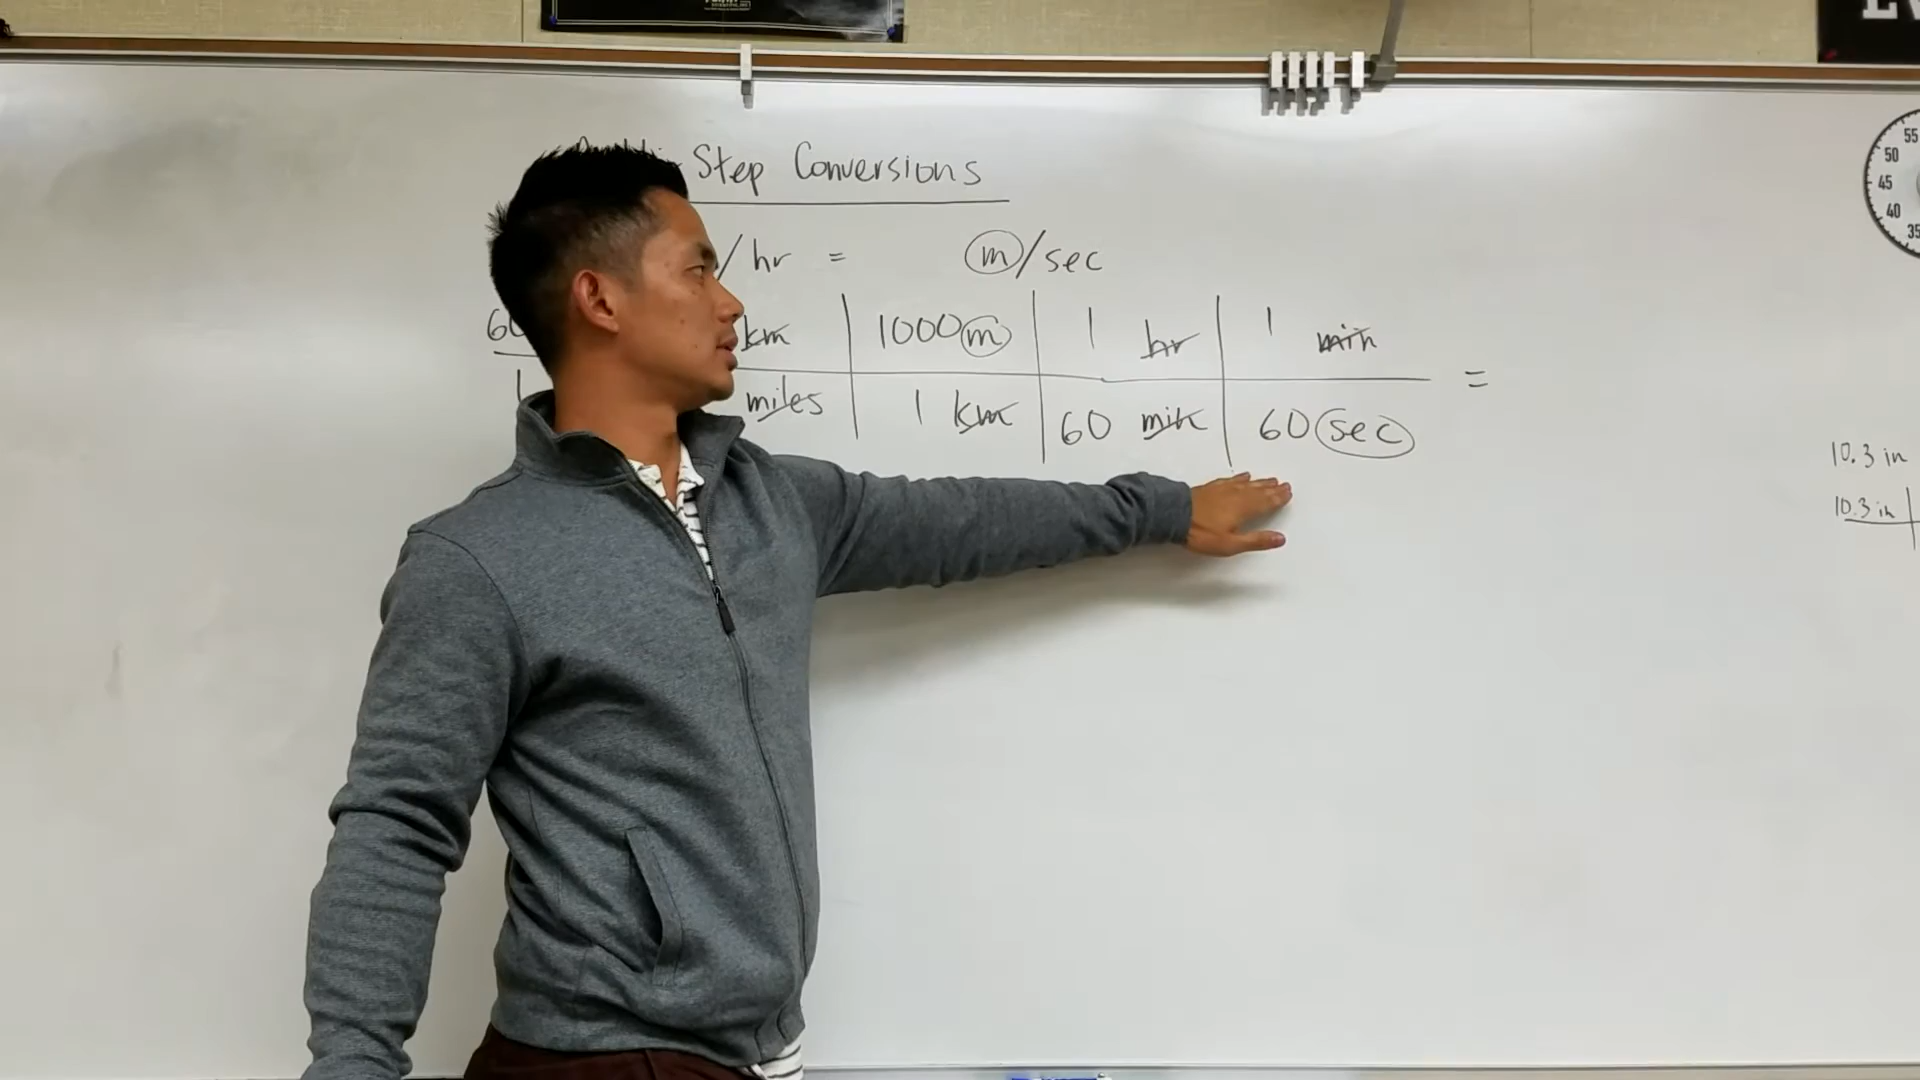 Step Conversions
/hr = m/sec
km 1000 m 1 hr 1 min
miles 1 km 60 min 60 sec =
10.3 in
10.3 in
55
50
45
40
35